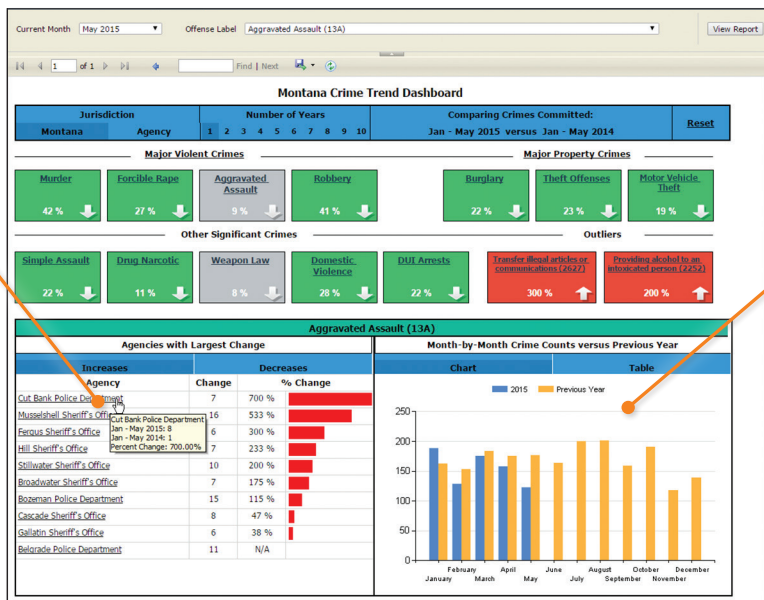 Current Month May 2015 Offense Label Aggravated Assault (13A) View Report
1 of 1 Find | Next
Montana Crime Trend Dashboard
Jurisdiction Number of Years Comparing Crimes Committed: Reset
Montana Agency 1 2 3 4 5 6 7 8 9 10 Jan - May 2015 versus Jan - May 2014
Major Violent Crimes Major Property Crimes
Murder Forcible Rape Aggravated Assault Robbery Burglary Theft Offenses Motor Vehicle Theft
42 % 27 % 9 % 41 % 22 % 23 % 19 %
Other Significant Crimes Outliers
Simple Assault Drug Narcotic Weapon Law Domestic Violence DUI Arrests Transfer illegal articles or communications (2627) Providing alcohol to an intoxicated person (2252)
22 % 11 % 8 % 28 % 22 % 300 % 200 %
Aggravated Assault (13A)
Agencies with Largest Change Month-by-Month Crime Counts versus Previous Year
Increases Decreases Chart Table
Agency Change % Change
Cut Bank Police Department 7 700 %
Musselshell Sheriff's Office 16 533 %
Fergus Sheriff's Office 6 300 %
Hill Sheriff's Office 7 233 %
Stillwater Sheriff's Office 10 200 %
Broadwater Sheriff's Office 7 175 %
Bozeman Police Department 15 115 %
Cascade Sheriff's Office 8 47 %
Gallatin Sheriff's Office 6 38 %
Belgrade Police Department 11 N/A
Cut Bank Police Department
Jan - May 2015: 8
Jan - May 2014: 1
Percent Change: 700.00%
2015 Previous Year
250
200
150
100
50
0
February April June August October December
January March May July September November